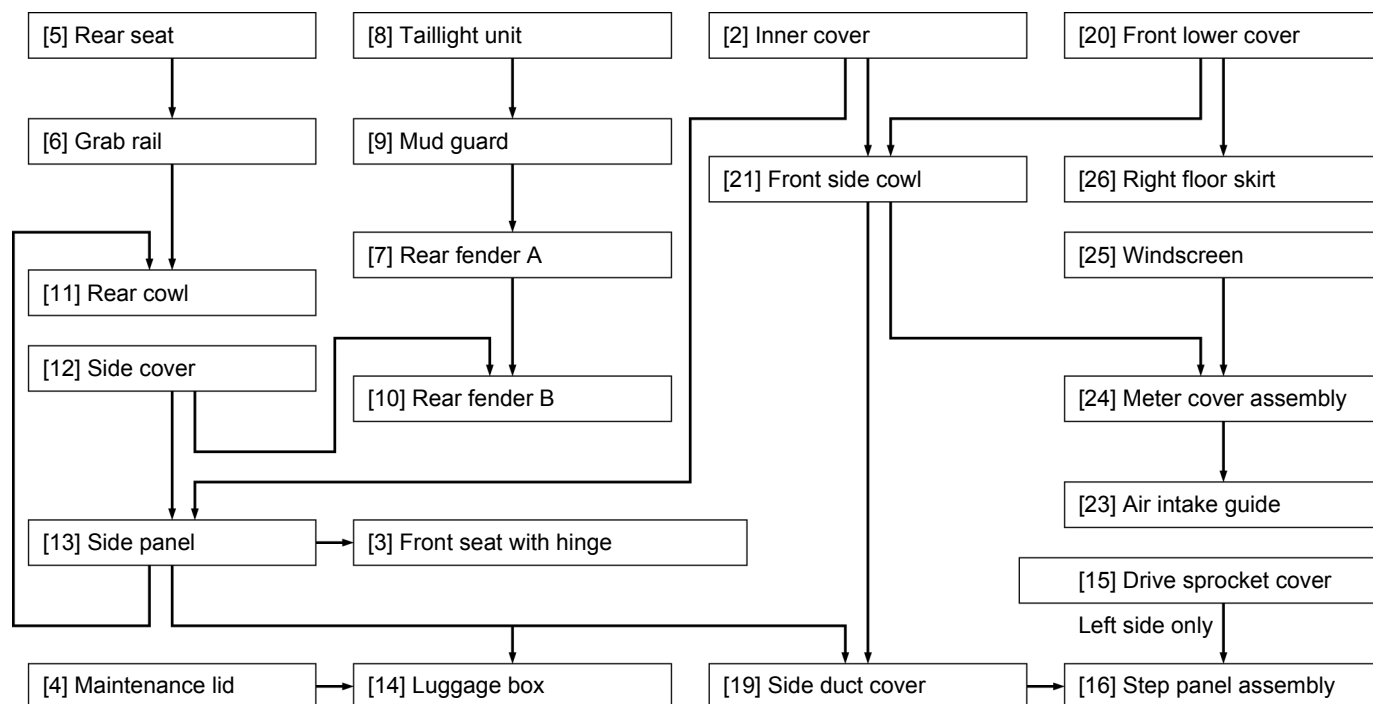 [5] Rear seat
[8] Taillight unit
[2] Inner cover
[20] Front lower cover
[6] Grab rail
[9] Mud guard
[21] Front side cowl
[26] Right floor skirt
[7] Rear fender A
[25] Windscreen
[11] Rear cowl
[12] Side cover
[10] Rear fender B
[24] Meter cover assembly
[23] Air intake guide
[13] Side panel
[3] Front seat with hinge
[15] Drive sprocket cover
Left side only
[4] Maintenance lid
[14] Luggage box
[19] Side duct cover
[16] Step panel assembly